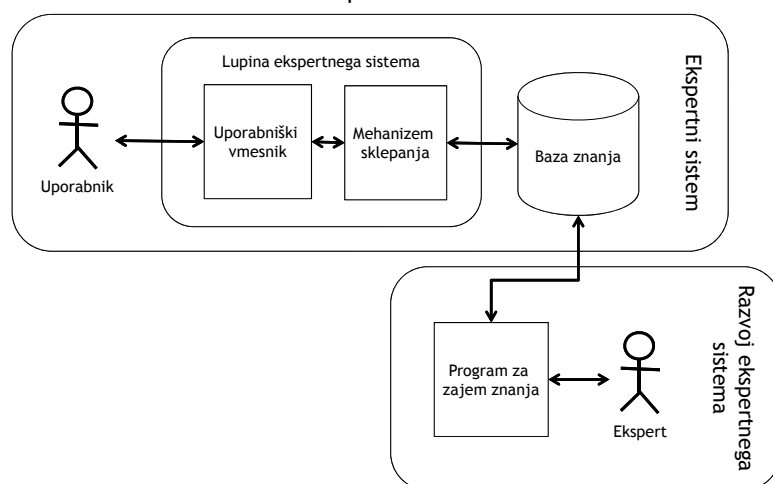 Lupina ekspertnega sistema
Uporabnik
Uporabniški
vmesnik
Mehanizem
sklepanja
Baza znanja
Ekspertni sistem
Program za
zajem znanja
Ekspert
Razvoj ekspertnega
sistema